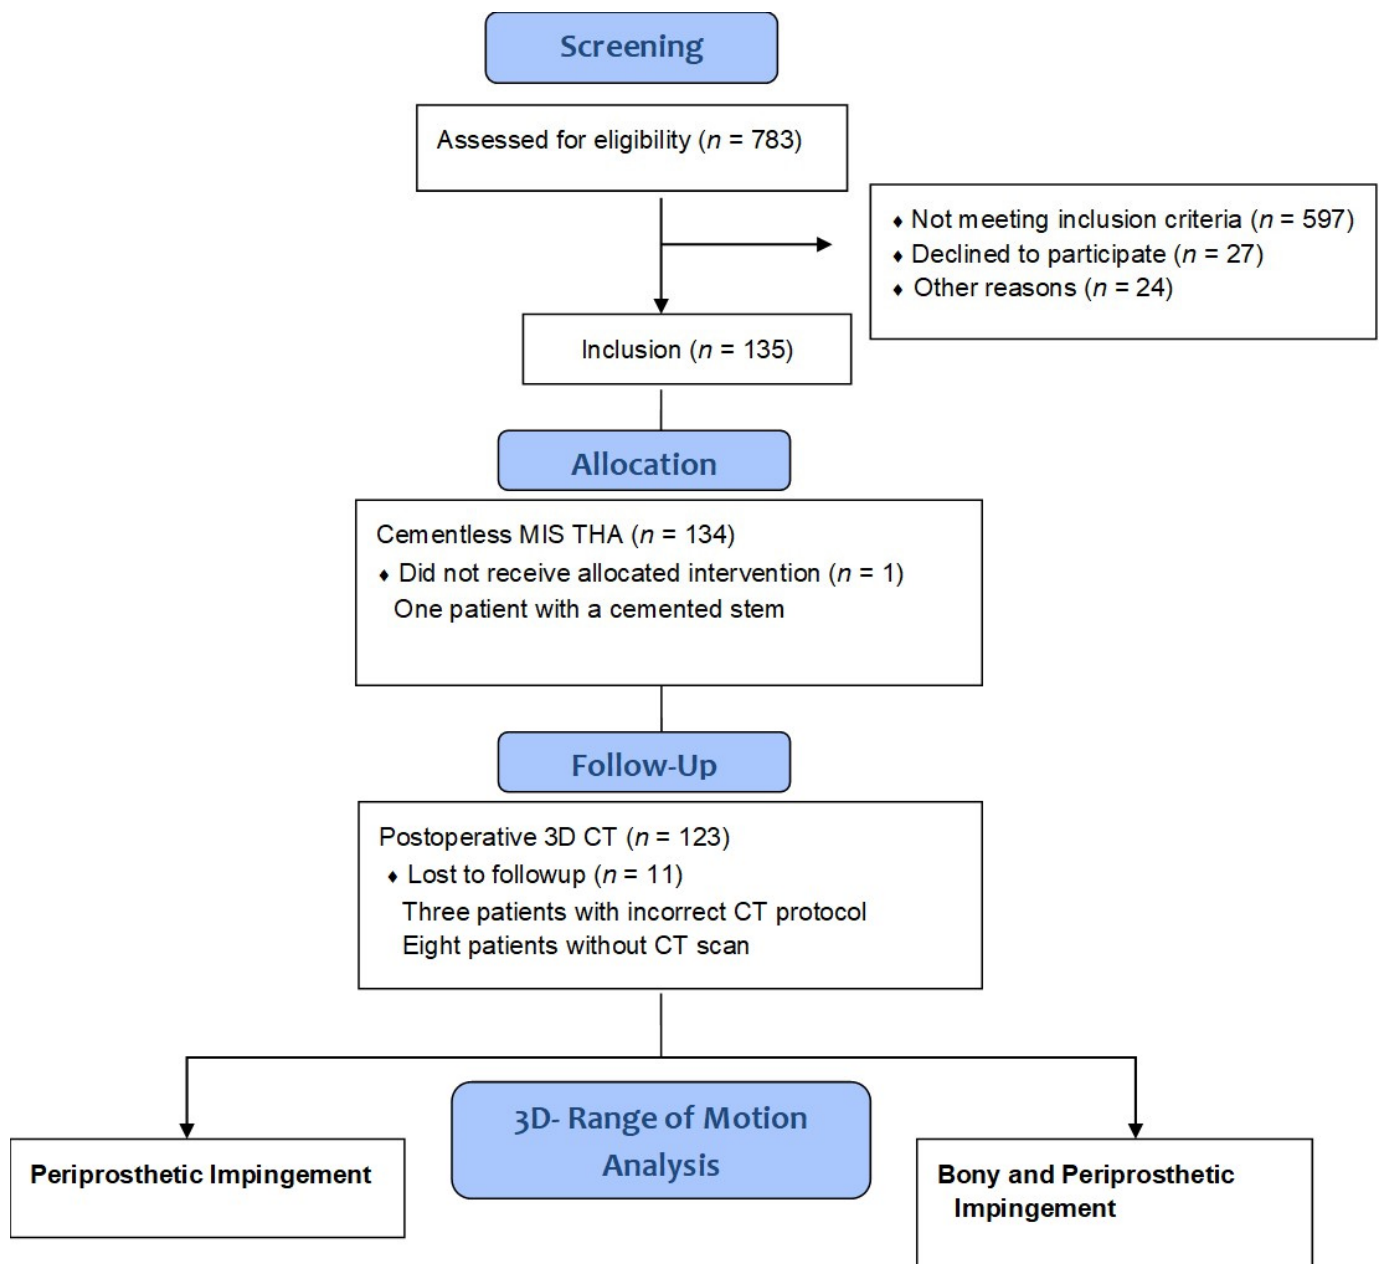 Screening
Assessed for eligibility (n = 783)
♦ Not meeting inclusion criteria (n = 597)
♦ Declined to participate (n = 27)
♦ Other reasons (n = 24)
Inclusion (n = 135)
Allocation
Cementless MIS THA (n = 134)
♦ Did not receive allocated intervention (n = 1)
One patient with a cemented stem
Follow-Up
Postoperative 3D CT (n = 123)
♦ Lost to followup (n = 11)
Three patients with incorrect CT protocol
Eight patients without CT scan
3D- Range of Motion
Analysis
Periprosthetic Impingement
Bony and Periprosthetic
Impingement